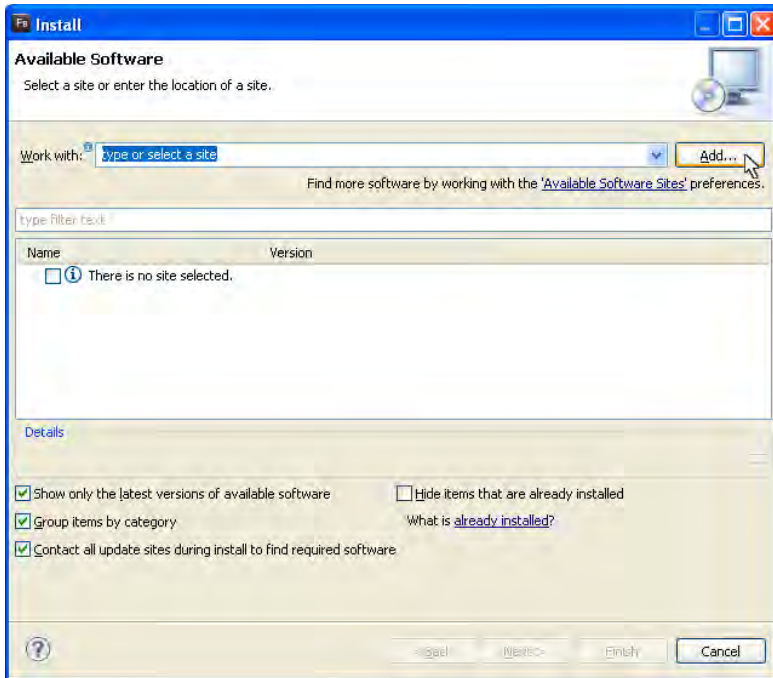 Fb Install
Available Software
Select a site or enter the location of a site.
Work with: type or select a site Add...
Find more software by working with the 'Available Software Sites' preferences.
type filter text
Name Version
There is no site selected.
Details
Show only the latest versions of available software Hide items that are already installed
Group items by category What is already installed?
Contact all update sites during install to find required software
? < Back Next > Finish Cancel